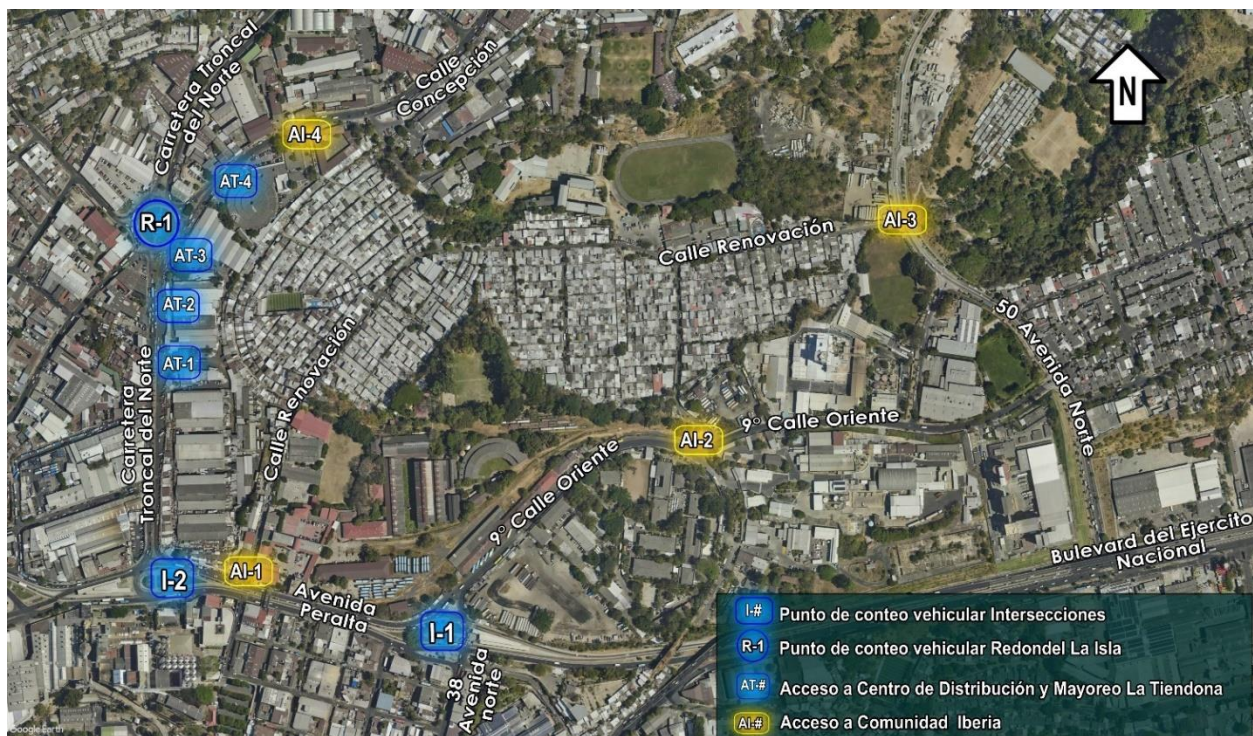 Carretera Troncal
del Norte
Calle
Concepción
N
AI-4
AT-4
R-1
AT-3
AT-2
AT-1
Carretera
Troncal del Norte
Calle Renovación
Calle Renovación
AI-3
50 Avenida Norte
AI-2
9° Calle Oriente
9° Calle Oriente
Bulevard del Ejercito
Nacional
I-2
AI-1
Avenida
Peralta
I-1
38
Avenida
norte
I-# Punto de conteo vehicular Intersecciones
R-1 Punto de conteo vehicular Redondel La Isla
AT-# Acceso a Centro de Distribución y Mayoreo La Tiendona
AI-# Acceso a Comunidad Iberia
Google Earth